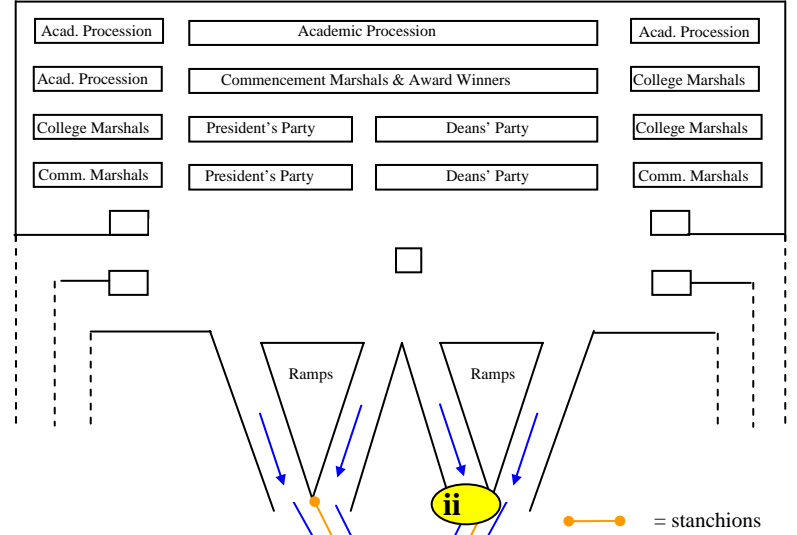 Acad. Procession Academic Procession Acad. Procession
Acad. Procession Commencement Marshals & Award Winners College Marshals
College Marshals President's Party Deans' Party College Marshals
Comm. Marshals President's Party Deans' Party Comm. Marshals
Ramps Ramps
ii
= stanchions